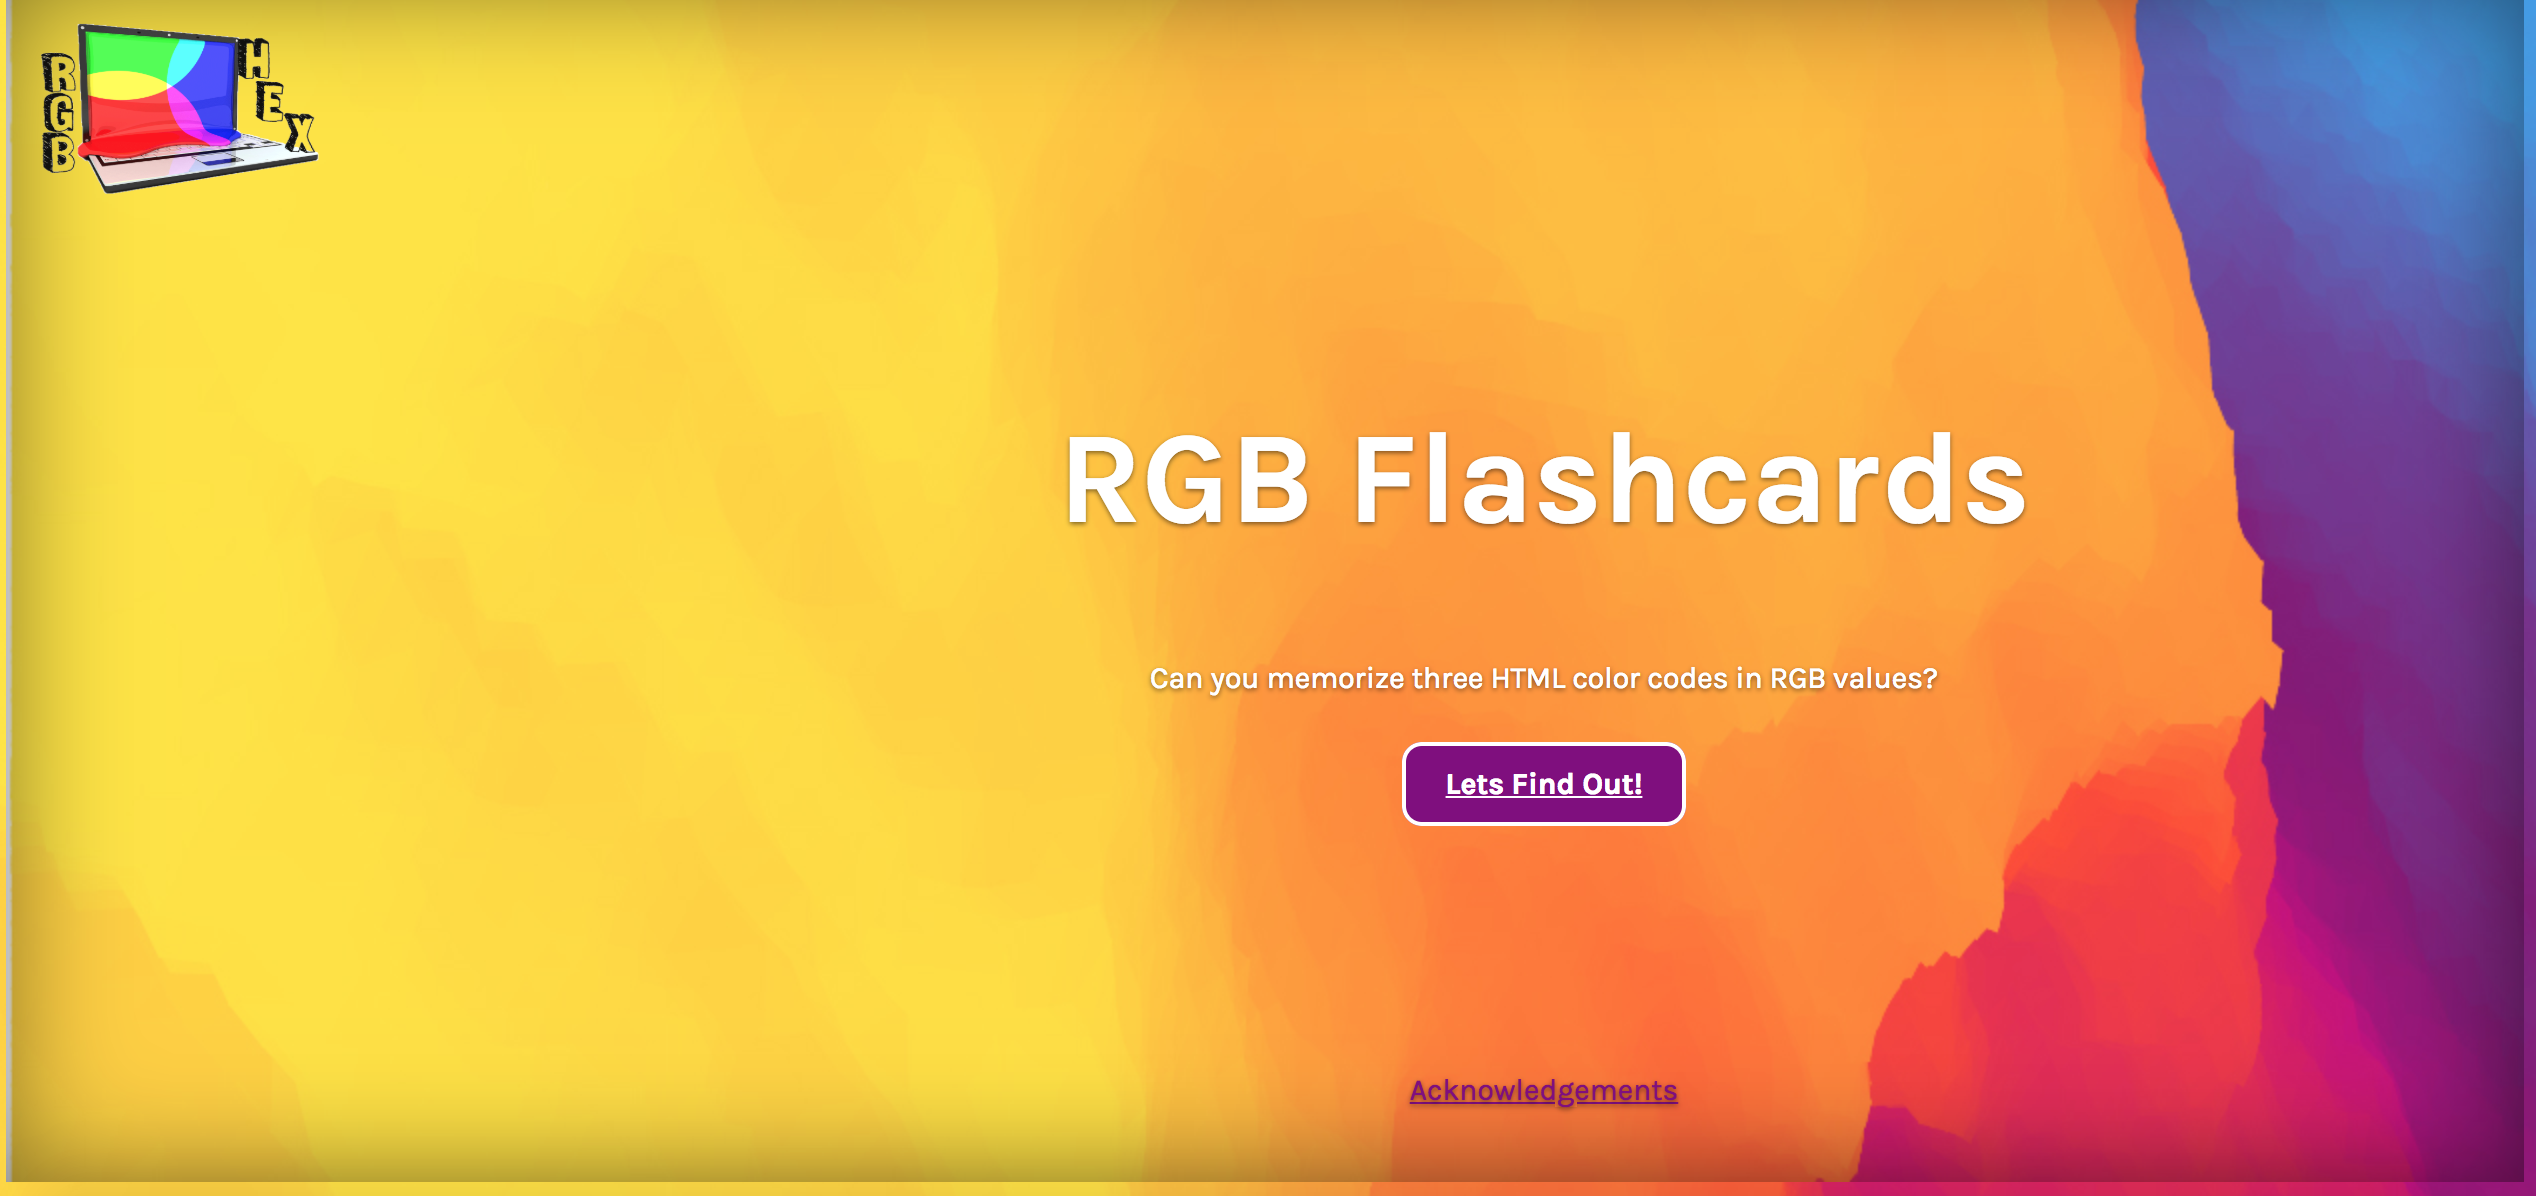 RGB
HEX
RGB Flashcards
Can you memorize three HTML color codes in RGB values?
Lets Find Out!
Acknowledgements